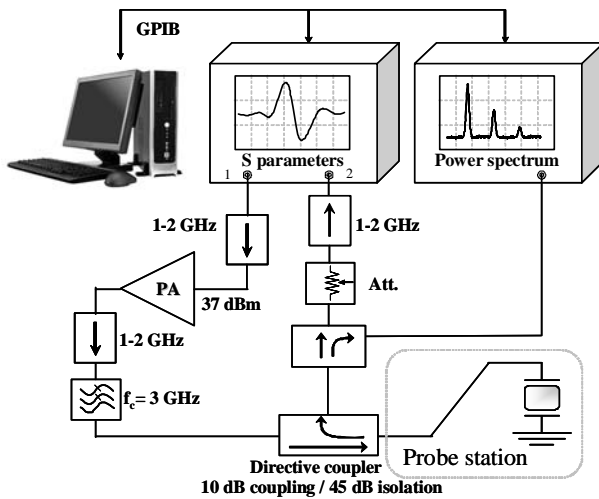 GPIB
S parameters
1
2
Power spectrum
1-2 GHz
1-2 GHz
PA
37 dBm
Att.
1-2 GHz
f_c= 3 GHz
Directive coupler
10 dB coupling / 45 dB isolation
Probe station